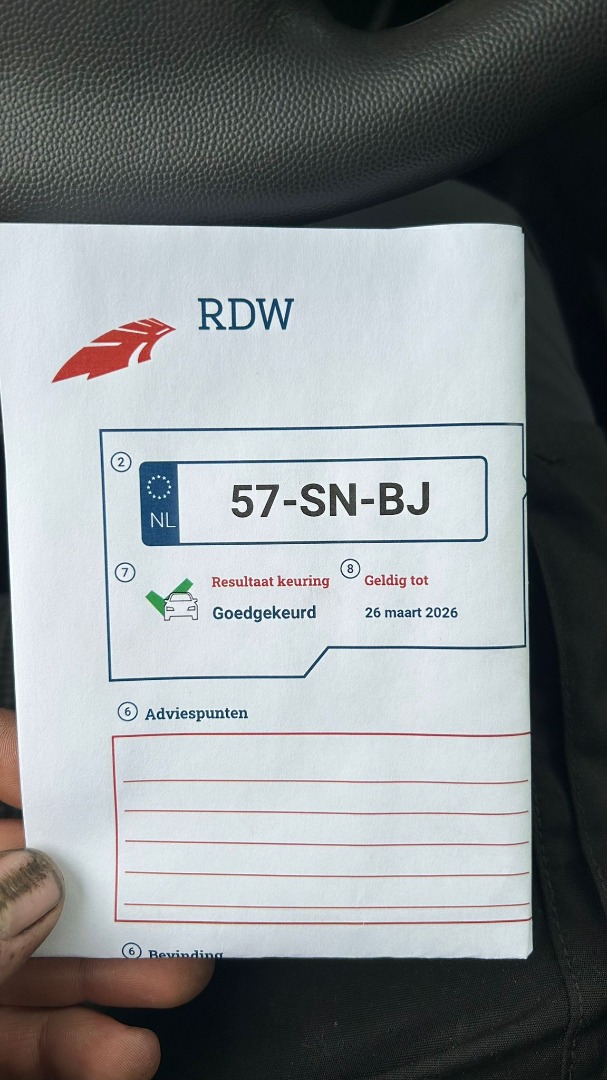 RDW
2
NL
57-SN-BJ
7
Resultaat keuring
8
Geldig tot
Goedgekeurd
26 maart 2026
6 Adviespunten
6 Bevinding